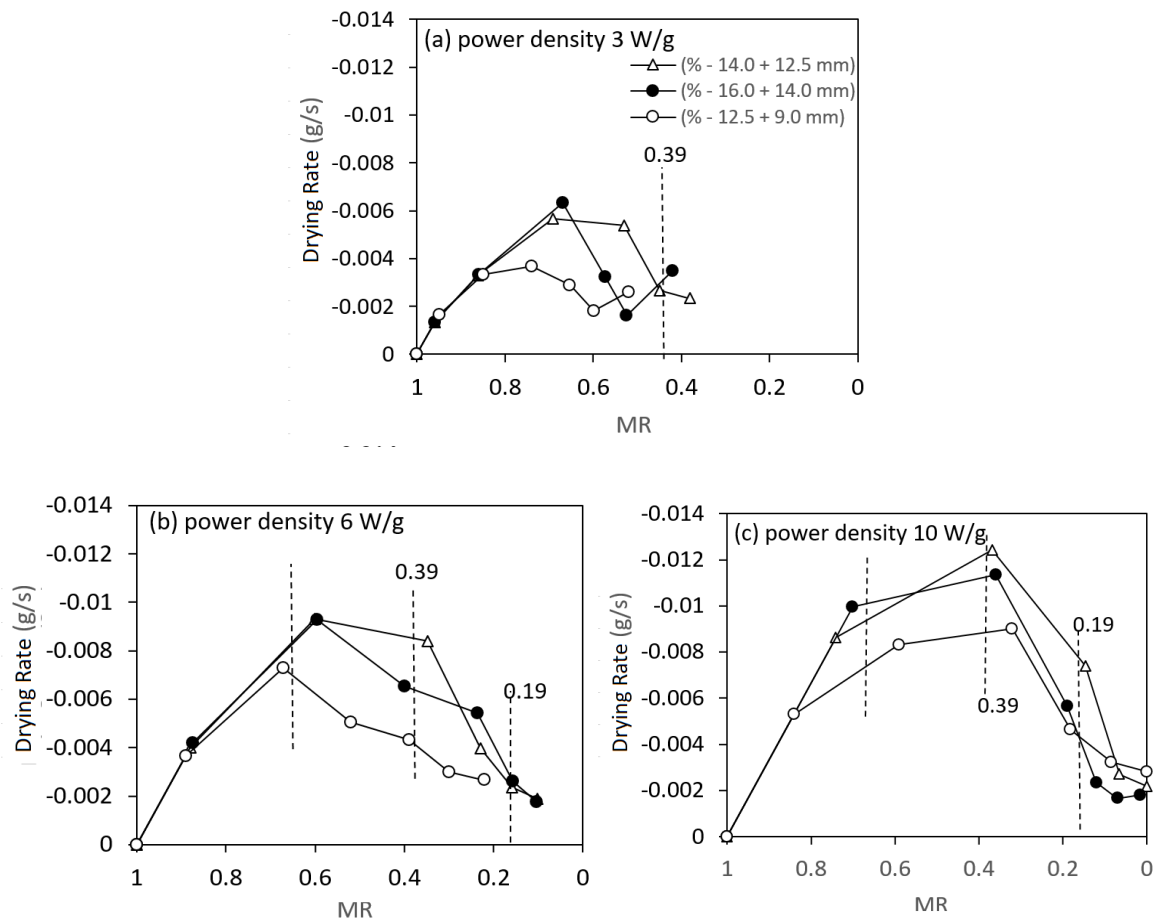 -0.014
(a) power density 3 W/g
-0.012
(% - 14.0 + 12.5 mm)
(% - 16.0 + 14.0 mm)
-0.01
(% - 12.5 + 9.0 mm)
-0.008
0.39
-0.006
-0.004
-0.002
0
Drying Rate (g/s)
1 0.8 0.6 0.4 0.2 0
MR
-0.014
(b) power density 6 W/g
-0.012
0.39
-0.01
-0.008
-0.006
0.19
-0.004
-0.002
0
Drying Rate (g/s)
1 0.8 0.6 0.4 0.2 0
MR
-0.014
(c) power density 10 W/g
-0.012
-0.01
0.19
-0.008
-0.006
0.39
-0.004
-0.002
0
Drying Rate (g/s)
1 0.8 0.6 0.4 0.2 0
MR